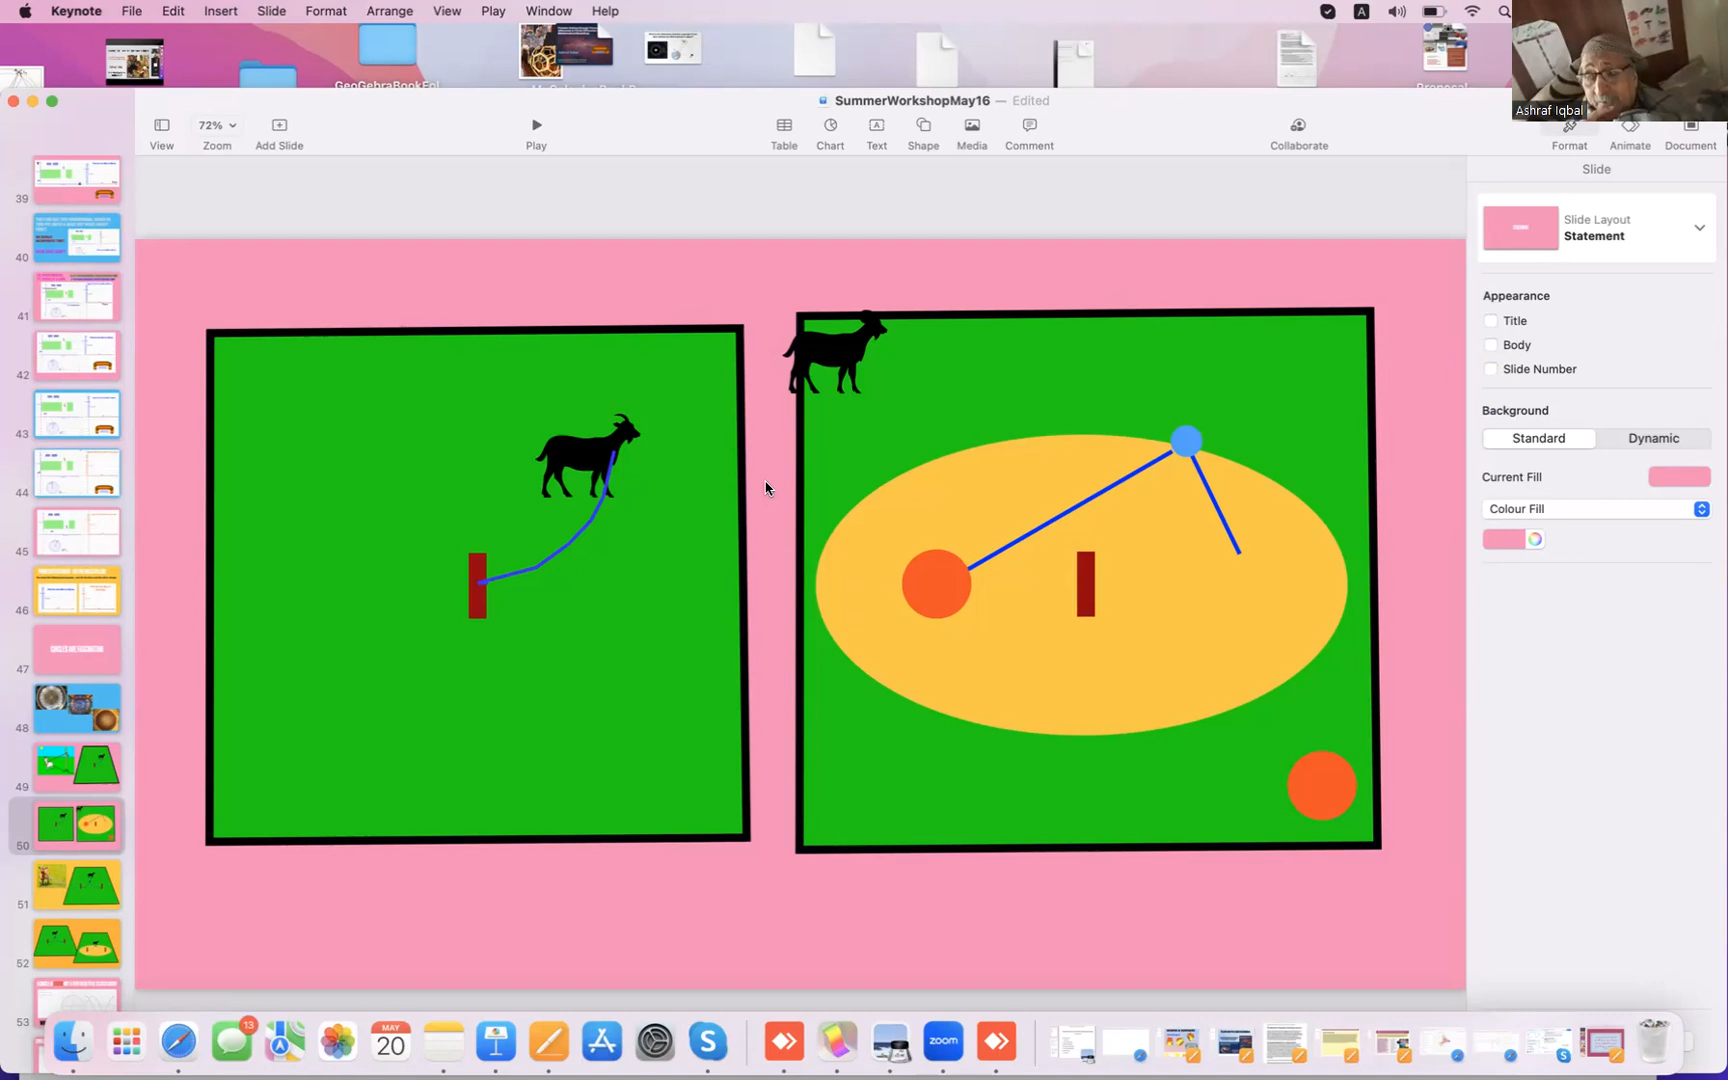 Keynote File Edit Insert Slide Format Arrange View Play Window Help
A
Ashraf Iqbal
SummerWorkshopMay16 — Edited
72%
View Zoom Add Slide Play Table Chart Text Shape Media Comment Collaborate Format Animate Document
Slide
Slide Layout
Statement
Appearance
Title
Body
Slide Number
Background
Standard Dynamic
Current Fill
Colour Fill
39
40
41
42
43
44
45
46
CIRCLES ARE FASCINATING
47
48
49
50
51
52
53
13
MAY
20
zoom